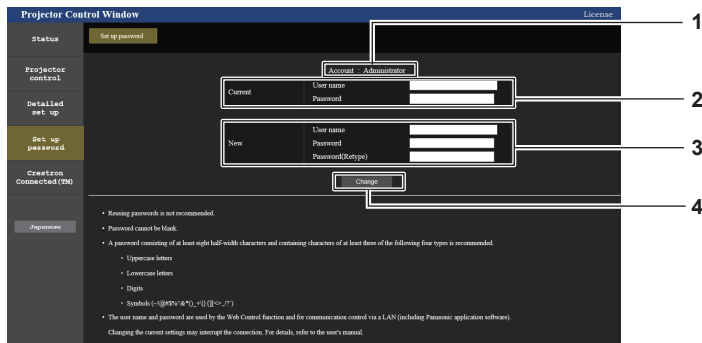 Projector Control Window
License
1
Status
Set up password
Account : Administrator
Projector
control
Current
User name
Password
2
Detailed
set up
New
User name
Password
Password(Retype)
3
Set up
password
Change
4
Crestron
Connected(TM)
Japanese
• Reusing passwords is not recommended.
• Password cannot be blank.
• A password consisting of at least eight half-width characters and containing characters of at least three of the following four types is recommended.
• Uppercase letters
• Lowercase letters
• Digits
• Symbols (~!@#$%^&*()_+\{}[][<>:,./?')
• The user name and password are used by the Web Control function and for communication control via a LAN (including Panasonic application software).
Changing the current settings may interrupt the connection. For details, refer to the user's manual.